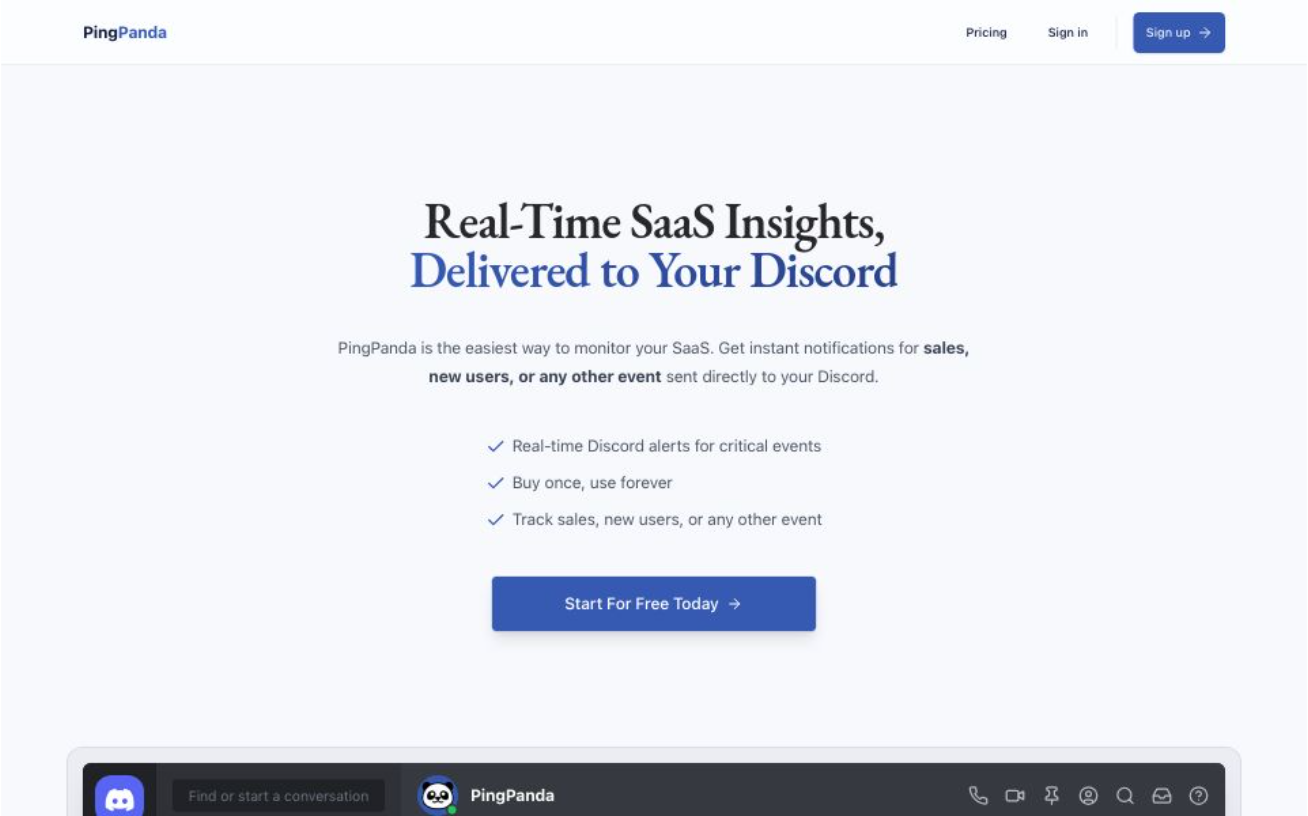 PingPanda
Pricing
Sign in
Sign up →
Real-Time SaaS Insights,
Delivered to Your Discord
PingPanda is the easiest way to monitor your SaaS. Get instant notifications for sales,
new users, or any other event sent directly to your Discord.
Real-time Discord alerts for critical events
Buy once, use forever
Track sales, new users, or any other event
Start For Free Today →
Find or start a conversation
PingPanda